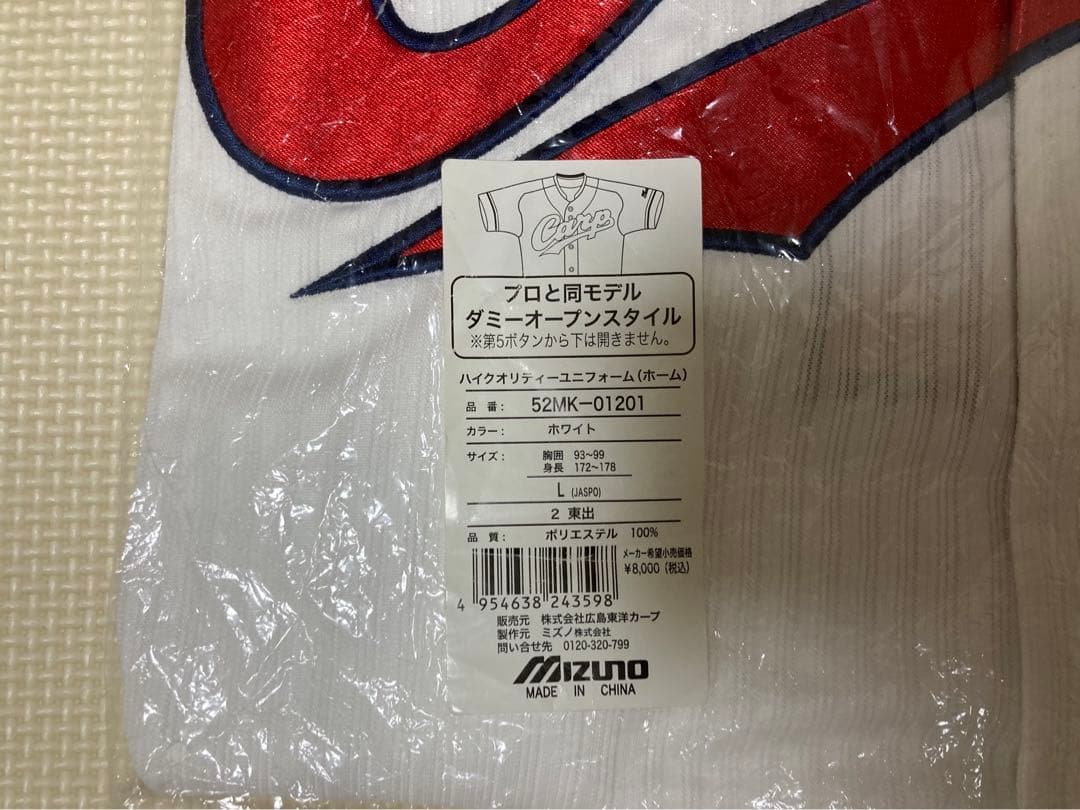 Carp
プロと同モデル
ダミーオープンスタイル
※第5ボタンから下は開きません。
ハイクオリティーユニフォーム(ホーム)
品 番: 52MK-01201
カラー: ホワイト
サイズ: 胸囲 93~99
身長 172~178
L (JASPO)
2 東出
品 質: ポリエステル 100%
メーカー希望小売価格
¥8,000 (税込)
4 954638 243598
販売元 株式会社広島東洋カープ
製作元 ミズノ株式会社
問い合せ先 0120-320-799
MIZUNO
MADE IN CHINA